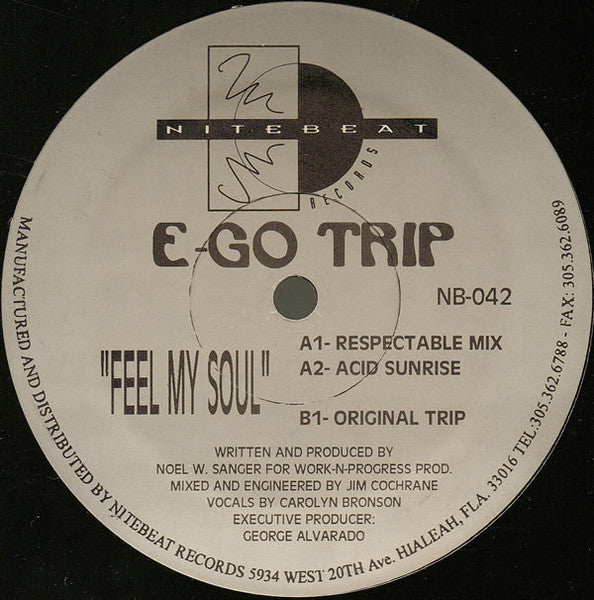 NITEBEAT
RECORDS
E-GO TRIP
NB-042
"FEEL MY SOUL"
A1- RESPECTABLE MIX
A2- ACID SUNRISE
B1- ORIGINAL TRIP
WRITTEN AND PRODUCED BY
NOEL W. SANGER FOR WORK-N-PROGRESS PROD.
MIXED AND ENGINEERED BY JIM COCHRANE
VOCALS BY CAROLYN BRONSON
EXECUTIVE PRODUCER:
GEORGE ALVARADO
MANUFACTURED AND DISTRIBUTED BY NITEBEAT RECORDS 5934 WEST 20TH Ave. HIALEAH, FLA. 33016 TEL:305.362.6788 - FAX: 305.362.6089